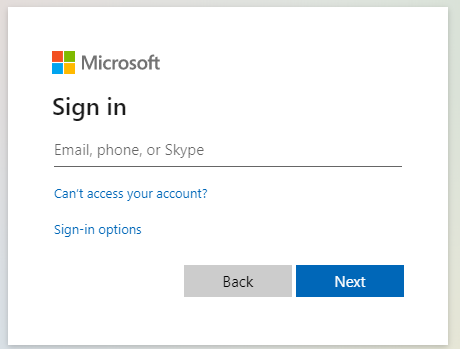 Microsoft
Sign in
Email, phone, or Skype
Can't access your account?
Sign-in options
Back
Next